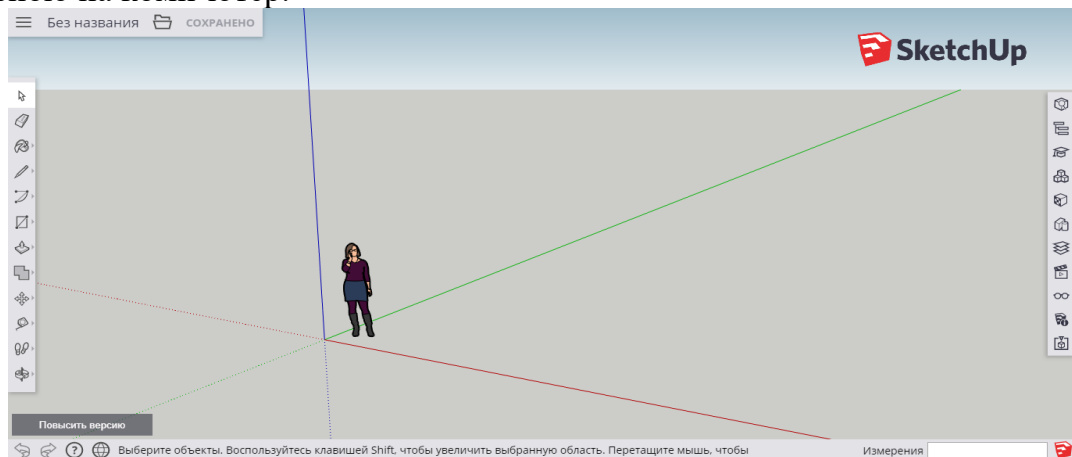 Без названия СОХРАНЕНО
SketchUp
Повысить версию
Выберите объекты. Воспользуйтесь клавишей Shift, чтобы увеличить выбранную область. Перетащите мышь, чтобы
Измерения